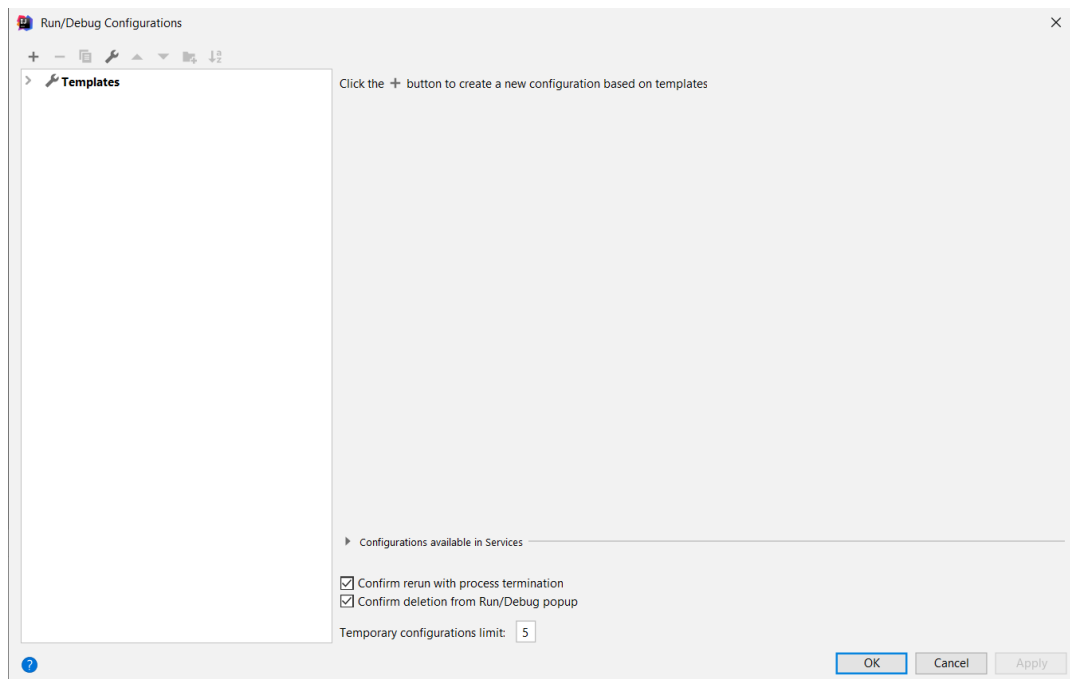 Run/Debug Configurations
Templates
Click the + button to create a new configuration based on templates
Configurations available in Services
Confirm rerun with process termination
Confirm deletion from Run/Debug popup
Temporary configurations limit: 5
? OK Cancel Apply